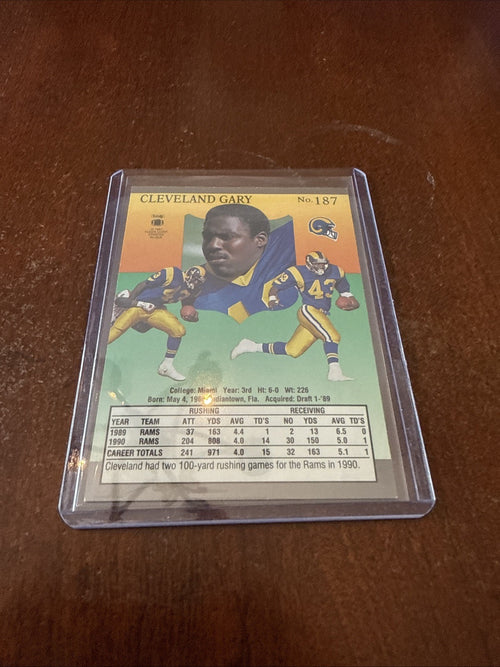 CLEVELAND GARY No. 187
43
College: Miami Year: 3rd Ht: 6-0 Wt: 226
Born: May 4, Indiantown, Fla. Acquired: Draft 1-'89
RUSHING RECEIVING
YEAR TEAM ATT YDS AVG TD'S NO YDS AVG TD'S
1989 RAMS 37 163 4.4 1 2 13 6.5 0
1990 RAMS 204 808 4.0 14 30 150 5.0 1
CAREER TOTALS 241 971 4.0 15 32 163 5.1 1
Cleveland had two 100-yard rushing games for the Rams in 1990.